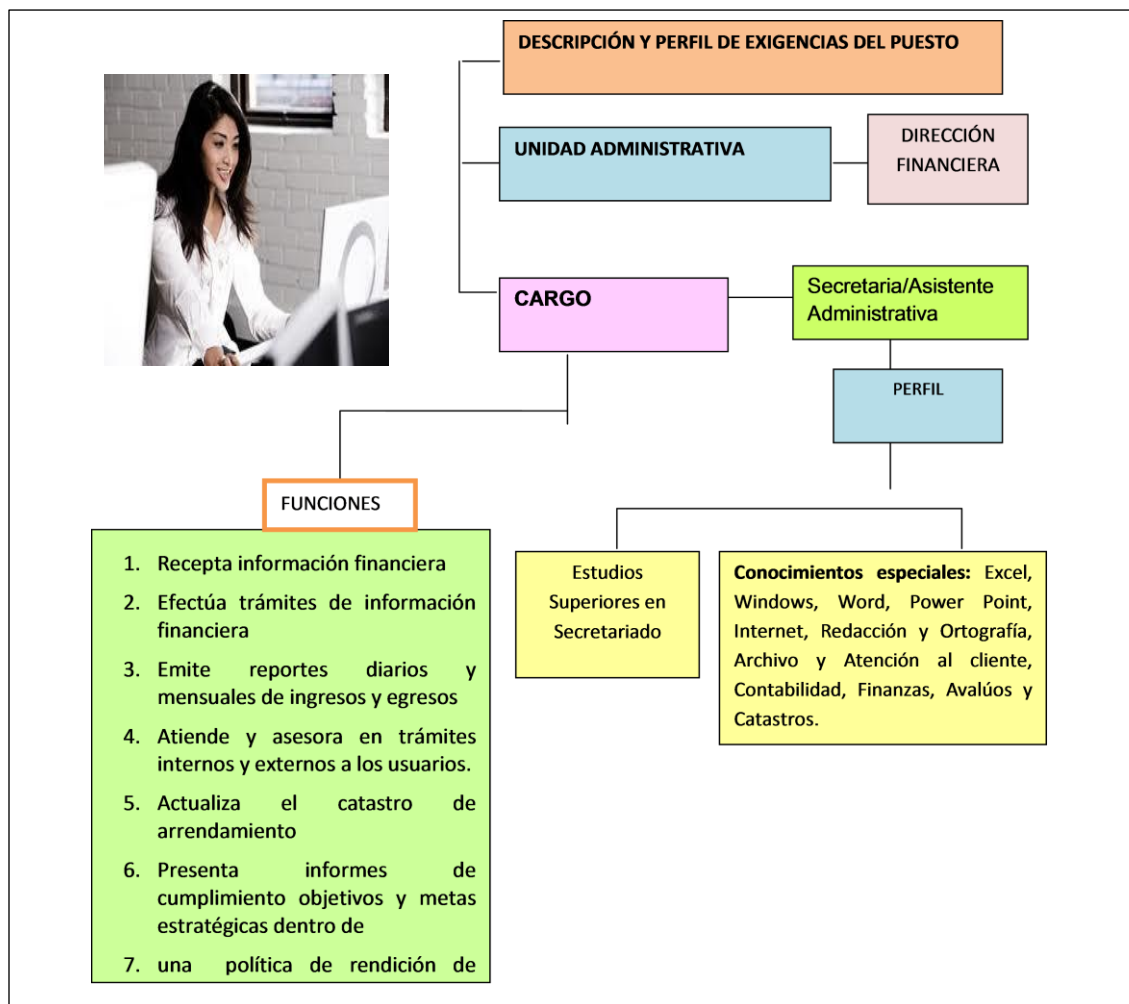 DESCRIPCIÓN Y PERFIL DE EXIGENCIAS DEL PUESTO
UNIDAD ADMINISTRATIVA
DIRECCIÓN
FINANCIERA
CARGO
Secretaria/Asistente
Administrativa
PERFIL
FUNCIONES
1. Recepta información financiera
2. Efectúa trámites de información
financiera
3. Emite reportes diarios y
mensuales de ingresos y egresos
4. Atiende y asesora en trámites
internos y externos a los usuarios.
5. Actualiza el catastro de
arrendamiento
6. Presenta informes de
cumplimiento objetivos y metas
estratégicas dentro de
7. una política de rendición de
Estudios
Superiores en
Secretariado
Conocimientos especiales: Excel,
Windows, Word, Power Point,
Internet, Redacción y Ortografía,
Archivo y Atención al cliente,
Contabilidad, Finanzas, Avalúos y
Catastros.